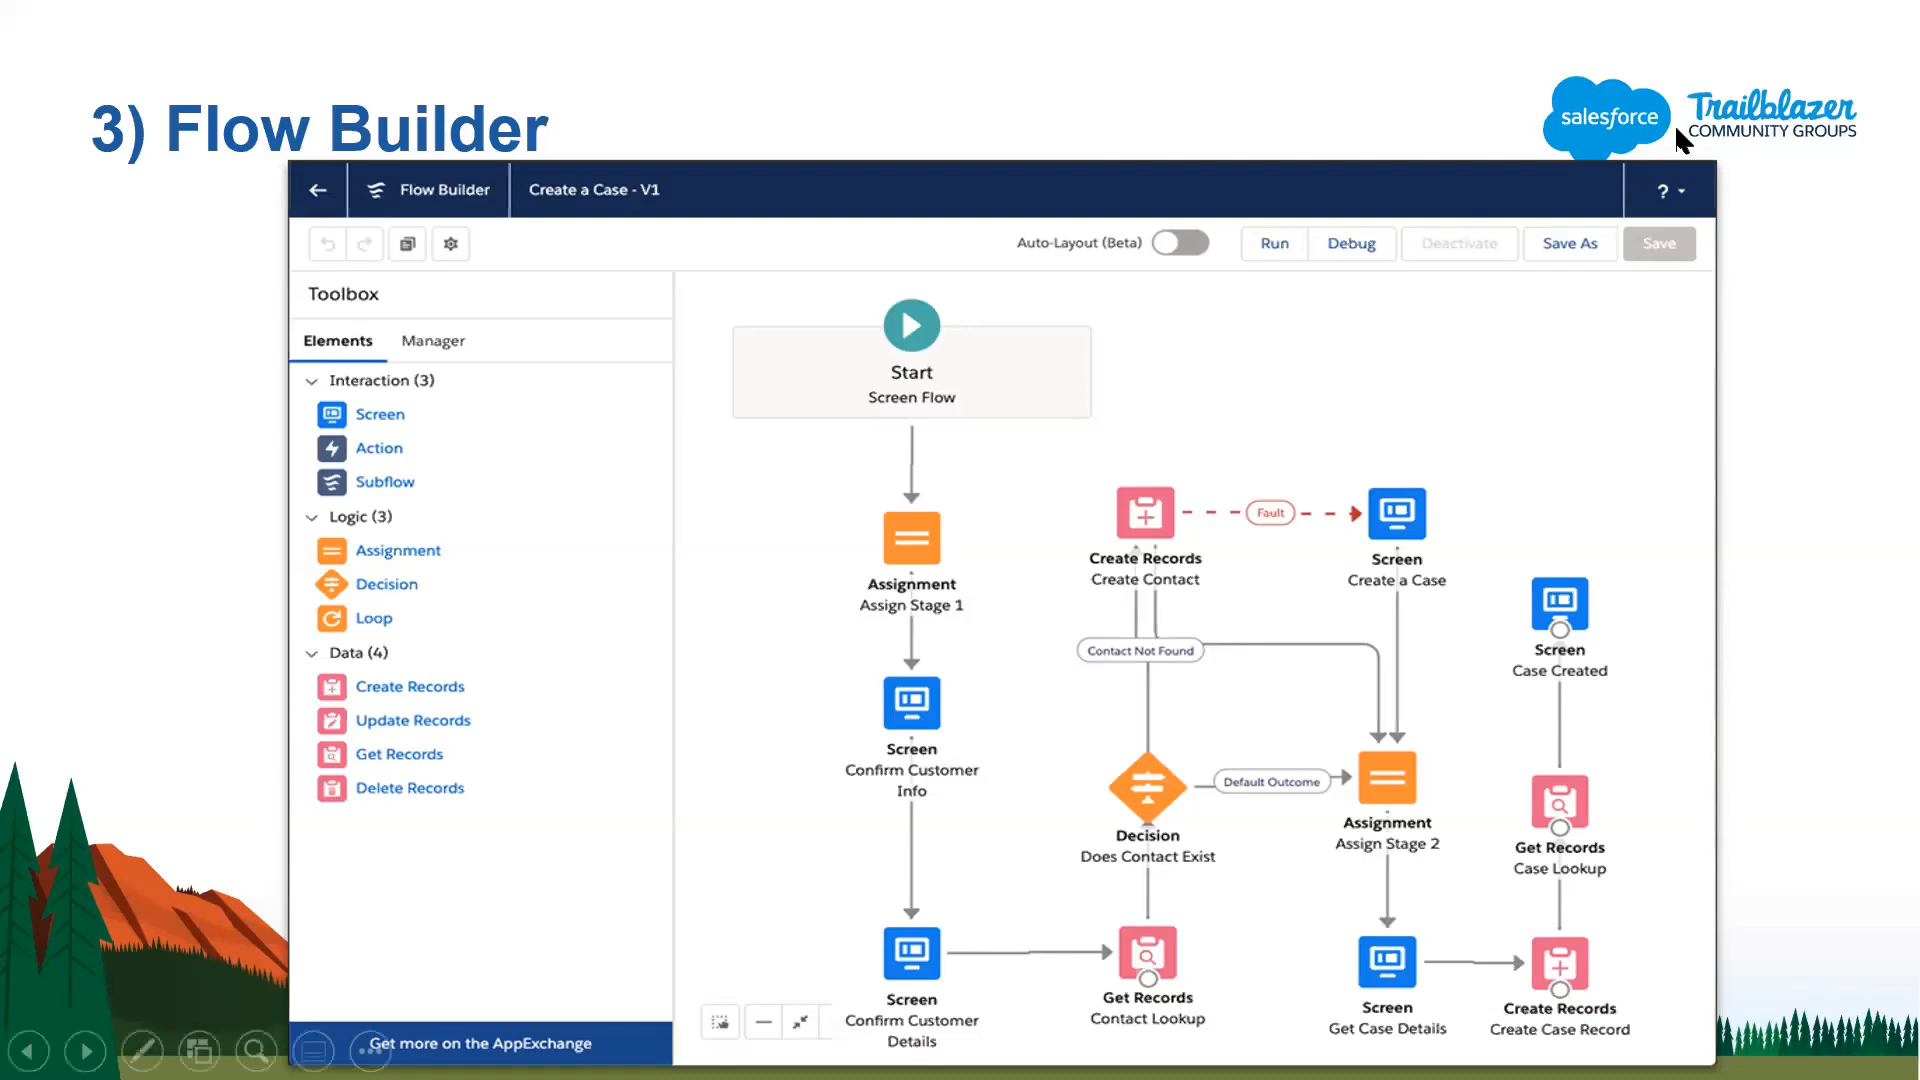 3) Flow Builder
salesforce
Trailblazer
COMMUNITY GROUPS
Flow Builder
Create a Case - V1
?
Auto-Layout (Beta)
Run
Debug
Deactivate
Save As
Save
Toolbox
Elements
Manager
Interaction (3)
Screen
Action
Subflow
Logic (3)
Assignment
Decision
Loop
Data (4)
Create Records
Update Records
Get Records
Delete Records
Get more on the AppExchange
Start
Screen Flow
Assignment
Assign Stage 1
Screen
Confirm Customer
Info
Screen
Confirm Customer
Details
Create Records
Create Contact
Fault
Screen
Create a Case
Contact Not Found
Decision
Does Contact Exist
Default Outcome
Get Records
Contact Lookup
Assignment
Assign Stage 2
Screen
Get Case Details
Screen
Case Created
Get Records
Case Lookup
Create Records
Create Case Record